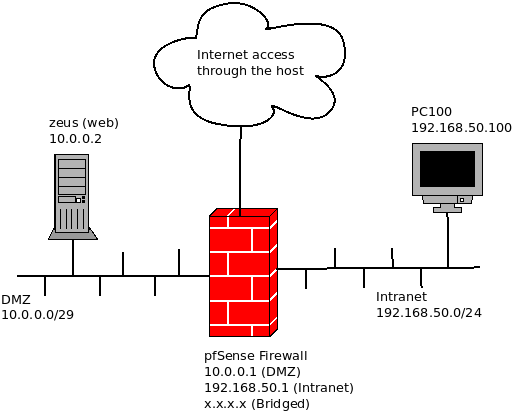 Internet access
through the host
zeus (web)
10.0.0.2
PC100
192.168.50.100
DMZ
10.0.0.0/29
Intranet
192.168.50.0/24
pfSense Firewall
10.0.0.1 (DMZ)
192.168.50.1 (Intranet)
x.x.x.x (Bridged)